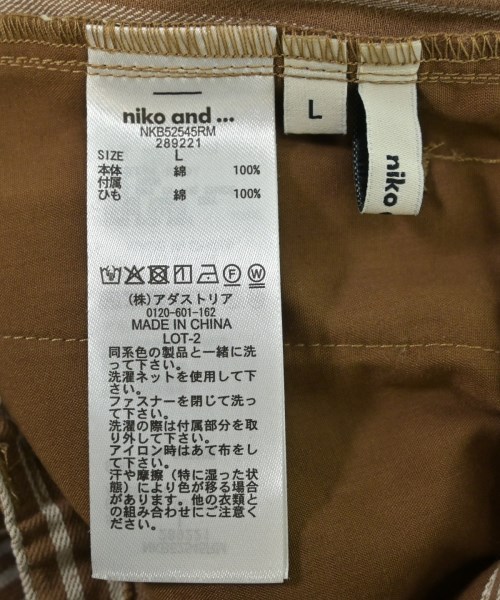 niko and ...
NKB52545RM
289221
SIZE L
本体 綿 100%
付属
ひも 綿 100%
F W
(株)アダストリア
0120-601-162
MADE IN CHINA
LOT-2
同系色の製品と一緒に洗
って下さい。
洗濯ネットを使用して下
さい。
ファスナーを閉じて洗っ
て下さい。
洗濯の際は付属部分を取
り外して下さい。
アイロン時はあて布をし
て下さい。
汗や摩擦(特に湿った状
態)により色が移る場合
があります。他の衣類と
の組み合わせにご注意く
ださい。
L
niko